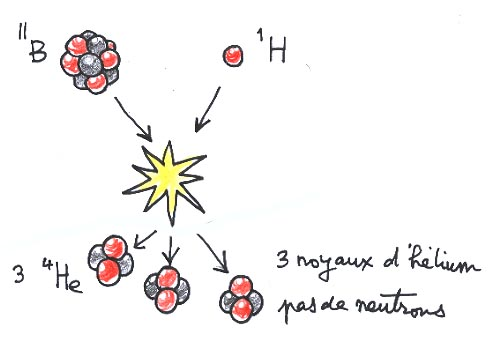 ¹¹B
¹H
3 ⁴He
3 noyaux d'hélium
pas de neutrons